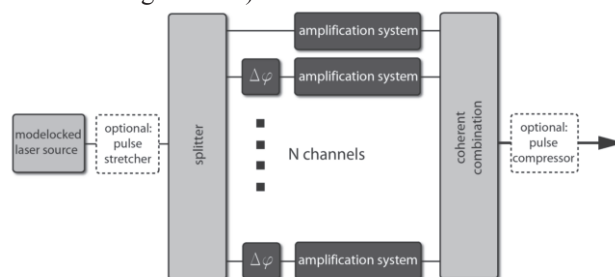 amplification system
Δφ
amplification system
modelocked
laser source
optional:
pulse
stretcher
splitter
N channels
coherent
combination
optional:
pulse
compressor
Δφ
amplification system